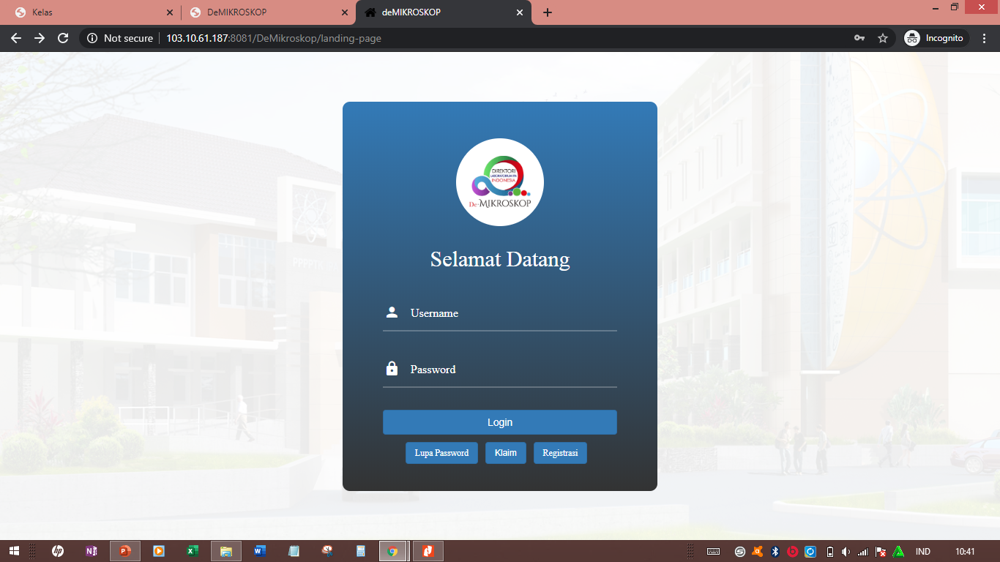 Kelas
DeMIKROSKOP
deMIKROSKOP
Not secure
103.10.61.187:8081/DeMikroskop/landing-page
Incognito
DIREKTORI
LABORATORIUM IPA
INDONESIA
De-MIKROSKOP
Selamat Datang
Username
Password
Login
Lupa Password
Klaim
Registrasi
IND
10:41